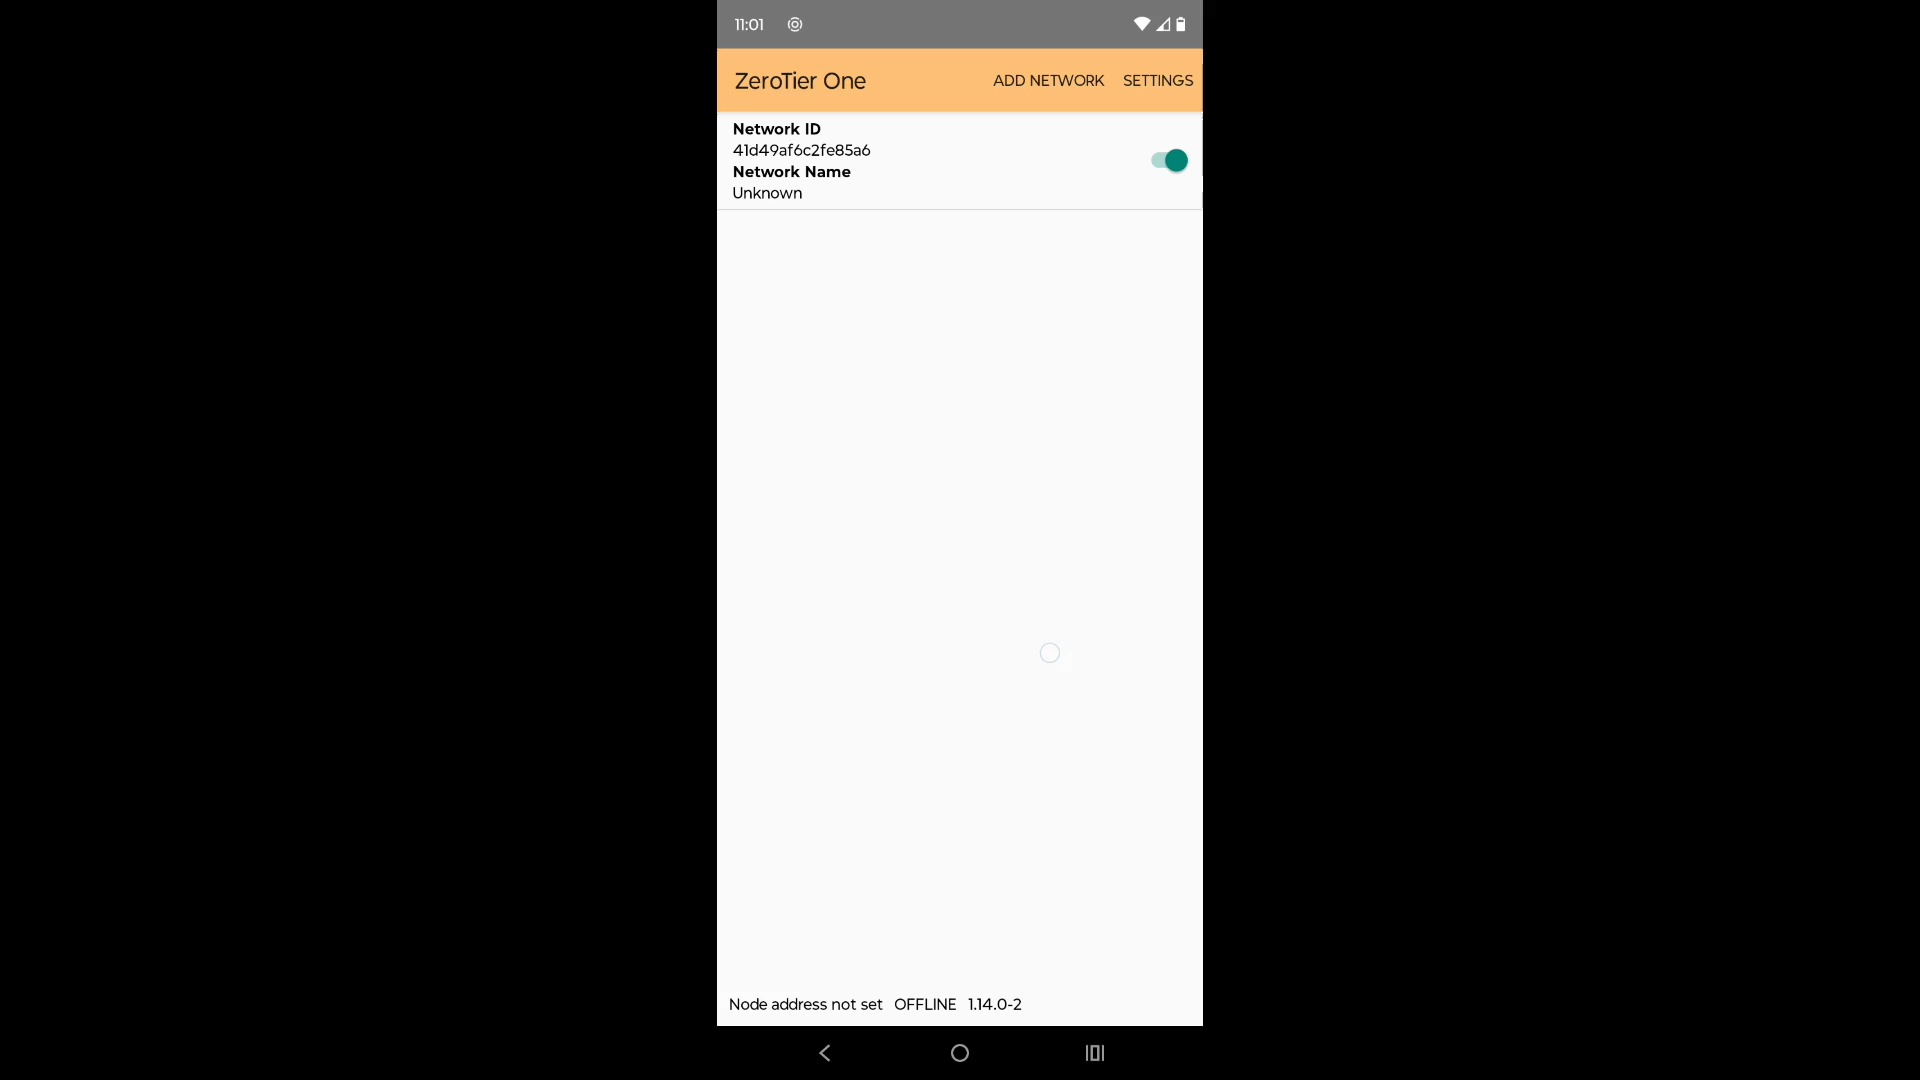 11:01
ZeroTier One ADD NETWORK SETTINGS
Network ID
41d49af6c2fe85a6
Network Name
Unknown
Node address not set OFFLINE 1.14.0-2